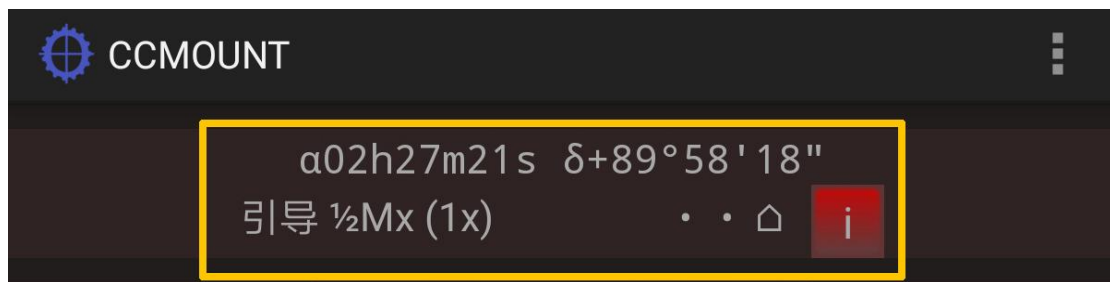 CCMOUNT
α02h27m21s δ+89°58'18"
引导 ½Mx (1x) • • ⌂ i